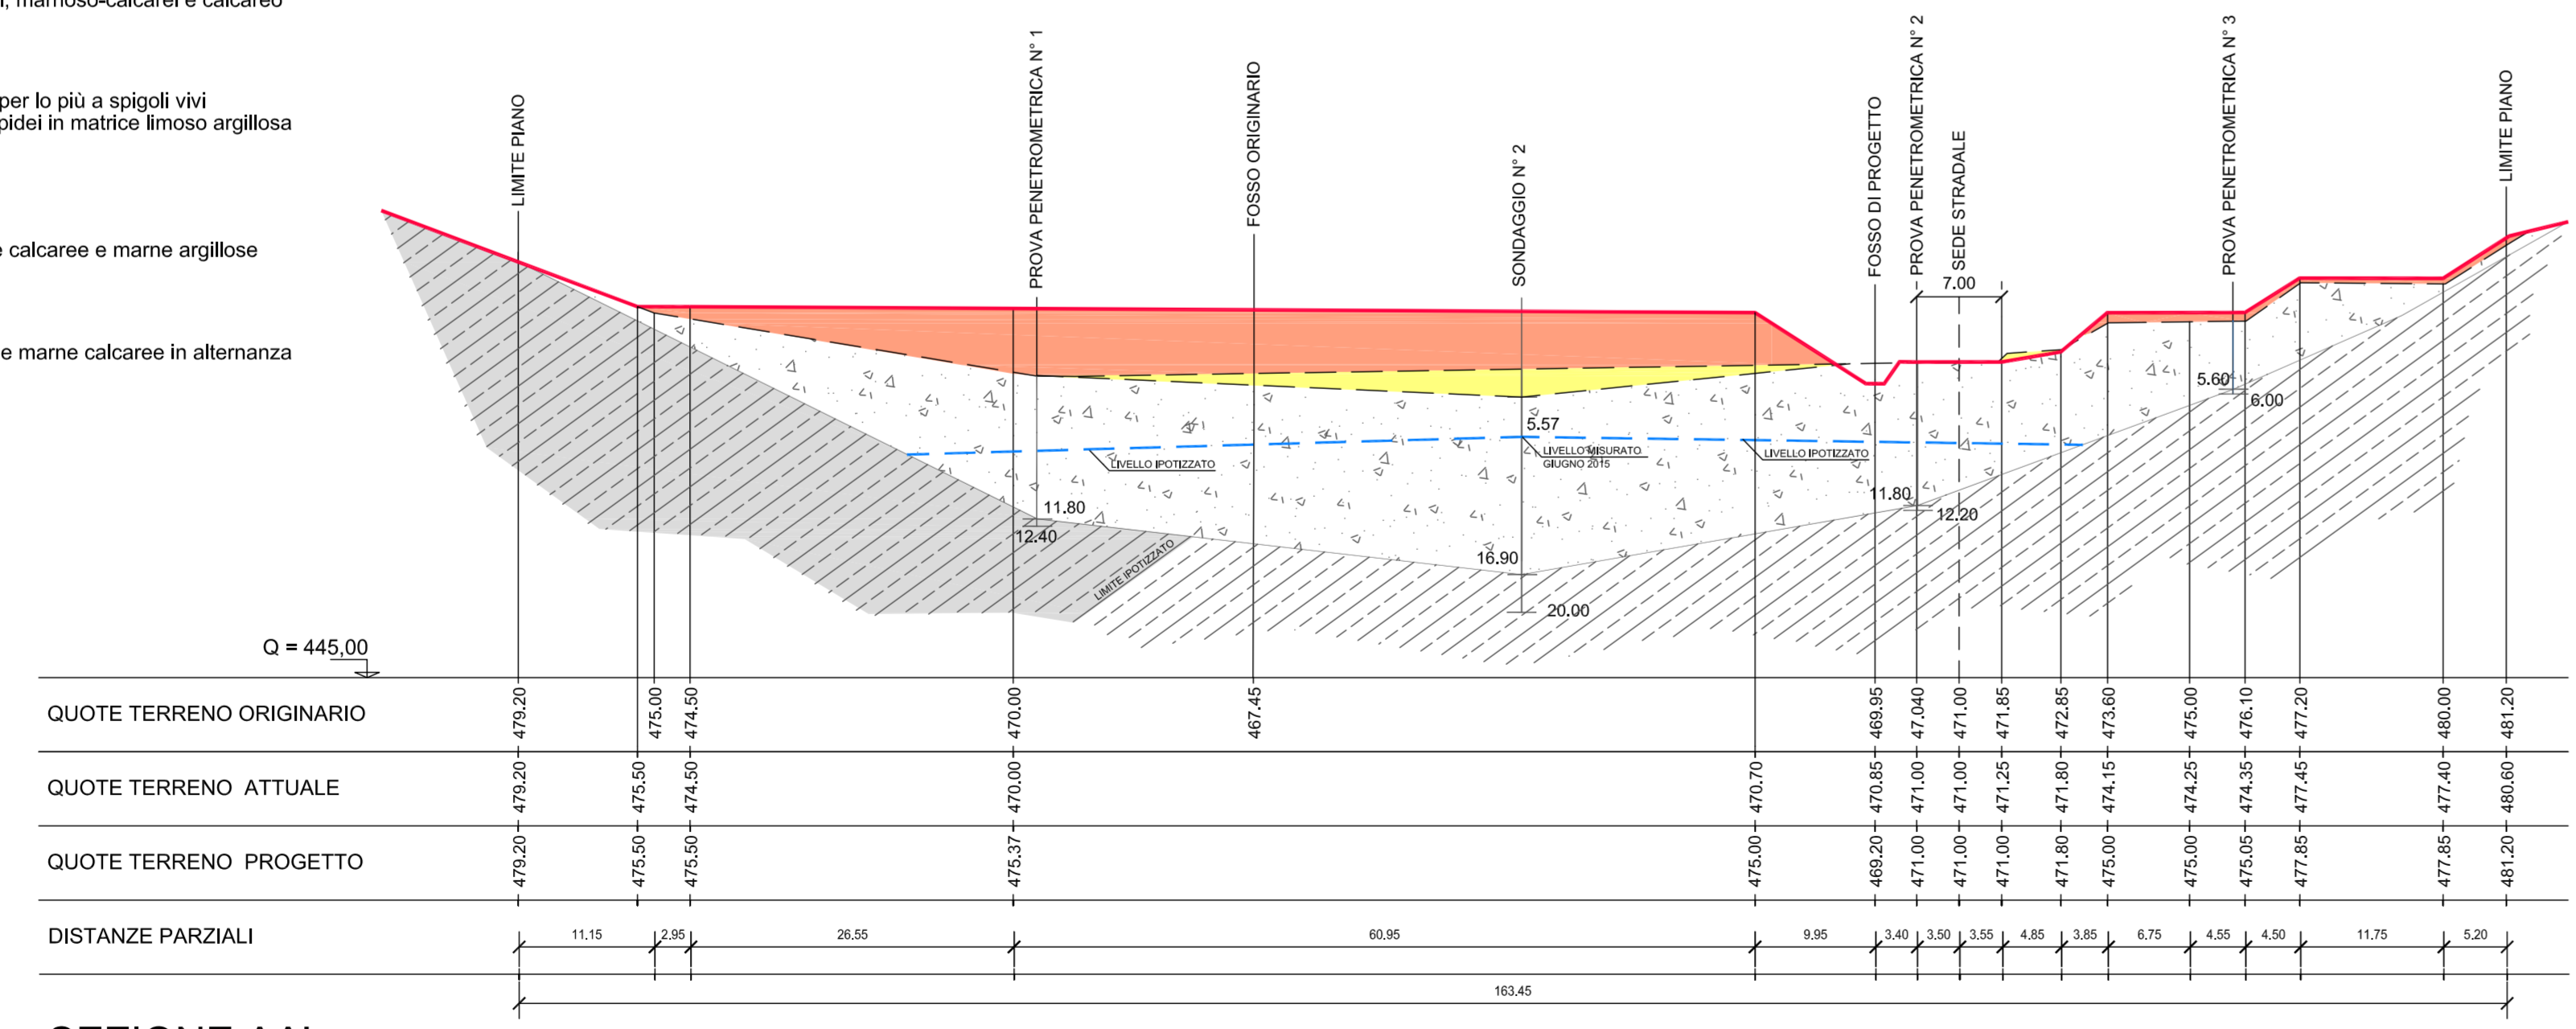 marnoso-calcarei e calcareo
per lo più a spigoli vivi
in matrice limoso argillosa
calcaree e marne argillose
e marne calcaree in alternanza
LIMITE PIANO
PROVA PENETROMETRICA N° 1
FOSSO ORIGINARIO
SONDAGGIO N° 2
FOSSO DI PROGETTO
PROVA PENETROMETRICA N° 2
SEDE STRADALE
PROVA PENETROMETRICA N° 3
LIMITE PIANO
7.00
5.60
6.00
5.57
LIVELLO IPOTIZZATO
LIVELLO MISURATO
GIUGNO 2015
LIVELLO IPOTIZZATO
11.80
12.40
11.80
12.20
LIMITE IPOTIZZATO
16.90
20.00
Q = 445,00
QUOTE TERRENO ORIGINARIO 479.20 475.00 474.50 470.00 467.45 469.95 47.040 471.00 471.85 472.85 473.60 475.00 476.10 477.20 480.00 481.20
QUOTE TERRENO ATTUALE 479.20 475.50 474.50 470.00 470.70 470.85 471.00 471.00 471.25 471.80 474.15 474.25 474.35 477.45 477.40 480.60
QUOTE TERRENO PROGETTO 479.20 475.50 475.50 475.37 475.00 469.20 471.00 471.00 471.00 471.80 475.00 475.00 475.05 477.85 477.85 481.20
DISTANZE PARZIALI 11.15 2.95 26.55 60.95 9.95 3.40 3.50 3.55 4.85 3.85 6.75 4.55 4.50 11.75 5.20
163.45